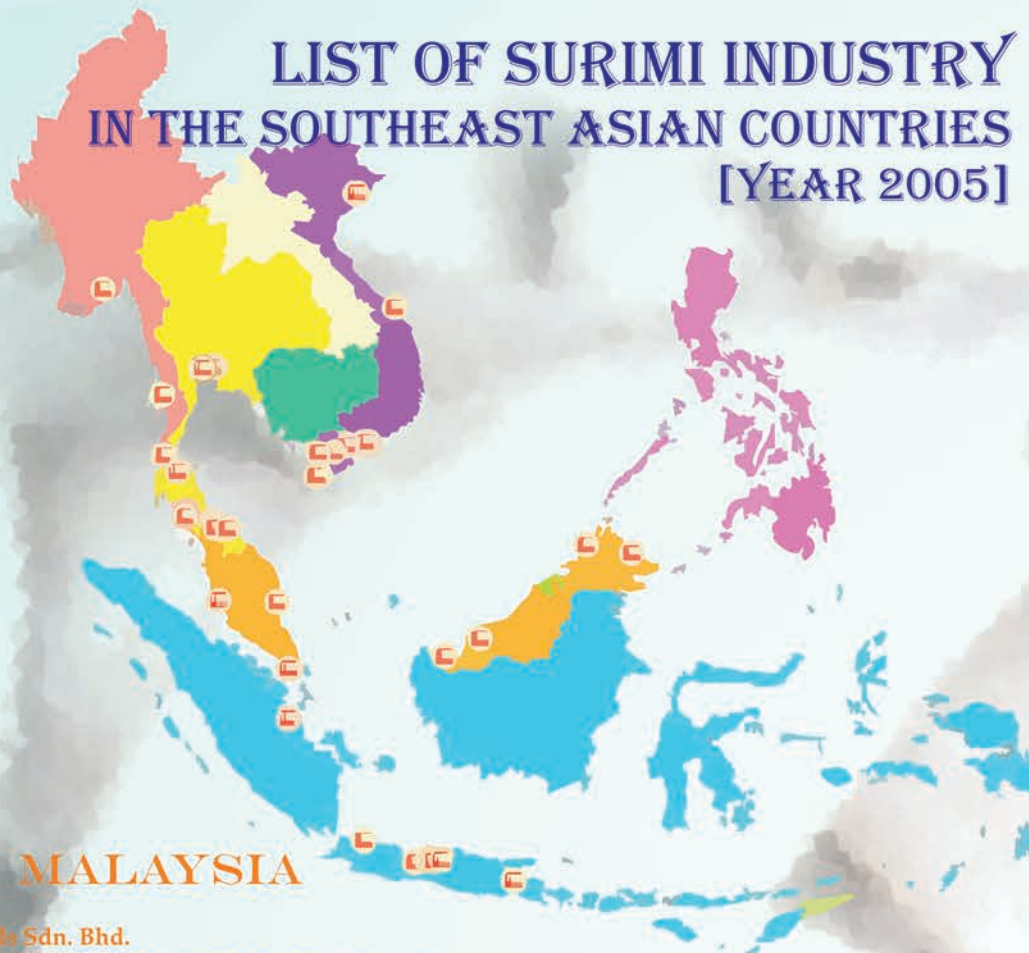 LIST OF SURIMI INDUSTRY
IN THE SOUTHEAST ASIAN COUNTRIES
[YEAR 2005]
MALAYSIA
Sdn. Bhd.